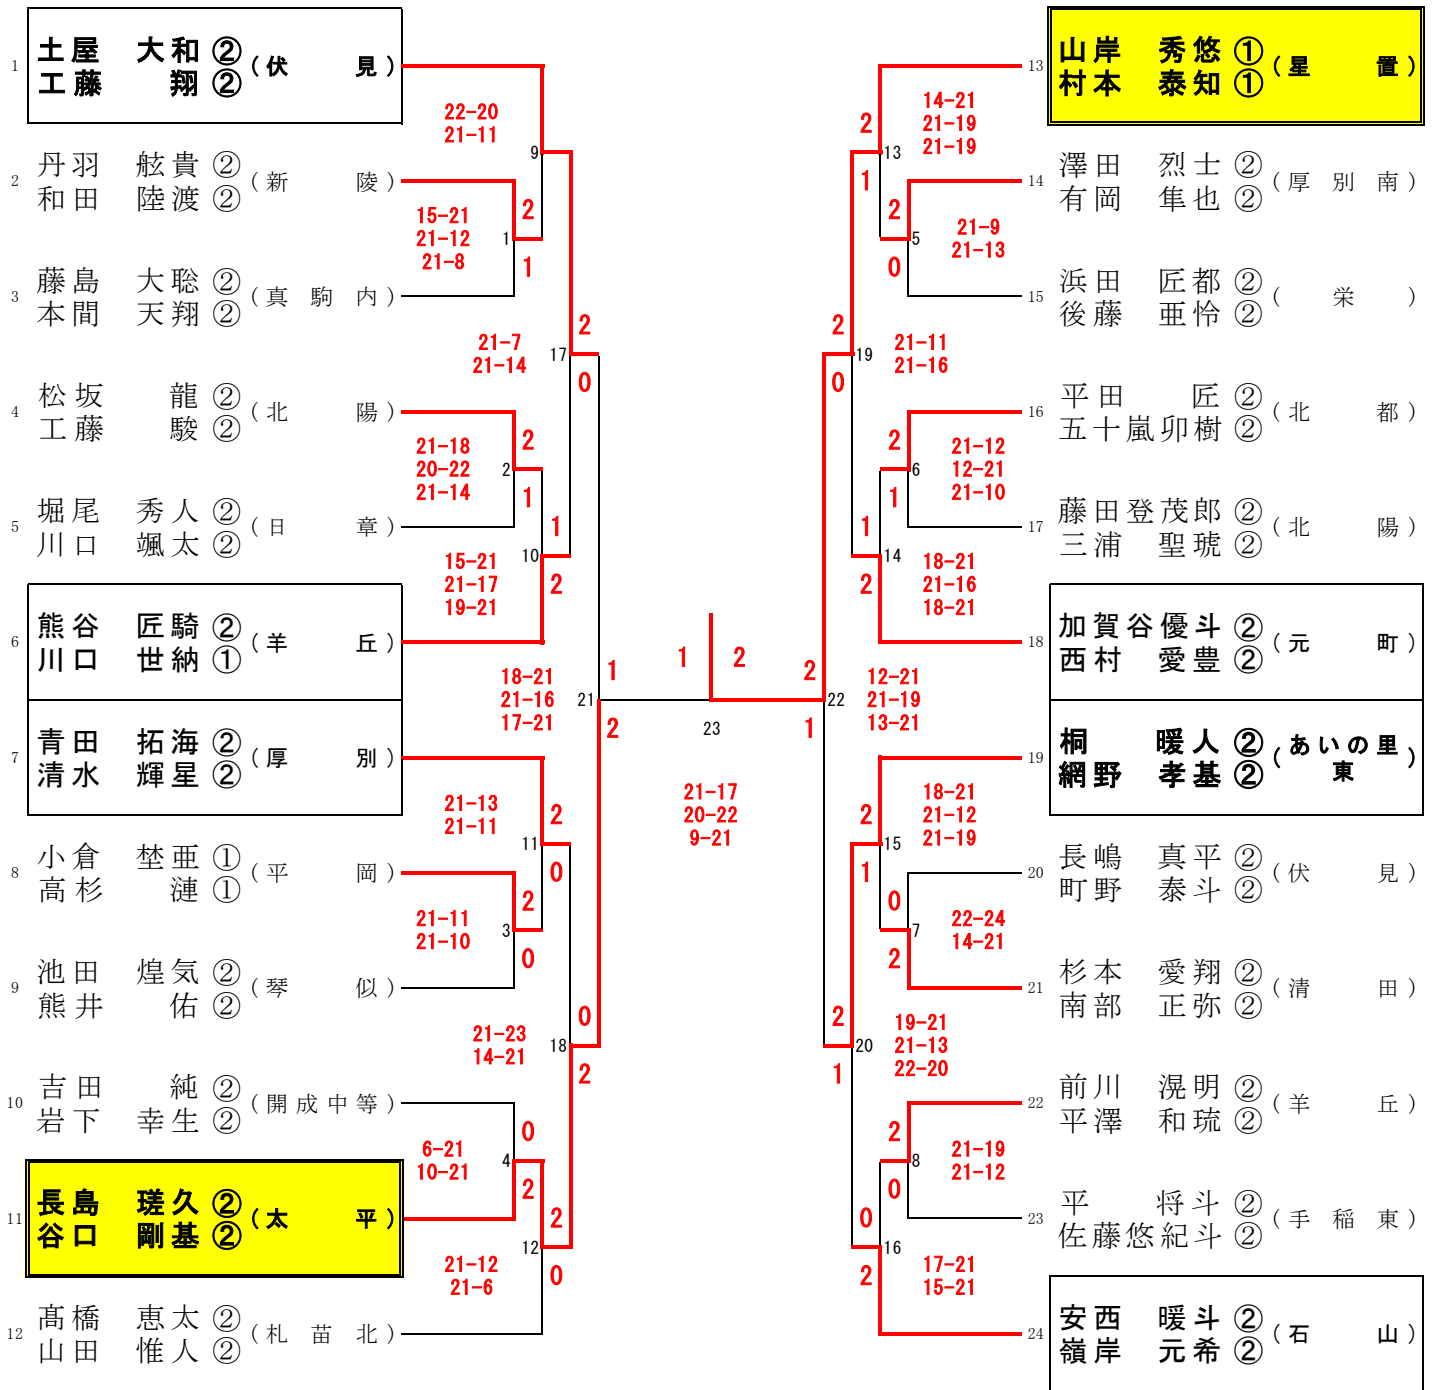 1 土屋 大和② (伏見)
工藤 翔②
22-20
21-11
9
2 丹羽 舷貴② (新陵)
和田 陸渡②
15-21
21-12
21-8
2
1
1
3 藤島 大聡② (真駒内)
本間 天翔②
21-7
21-14
17
2
0
4 松坂 龍② (北陽)
工藤 駿②
21-18
20-22
21-14
2
2
1
5 堀尾 秀人② (日章)
川口 颯太②
15-21
21-17
19-21
10
1
2
6 熊谷 匠騎② (羊丘)
川口 世納①
18-21
21-16
17-21
21
1
2
7 青田 拓海② (厚別)
清水 輝星②
21-13
21-11
11
2
0
8 小倉 埜亜① (平岡)
高杉 漣①
21-11
21-10
3
2
0
9 池田 煌気② (琴似)
熊井 佑②
21-23
14-21
18
0
2
10 吉田 純② (開成中等)
岩下 幸生②
6-21
10-21
4
0
2
11 長島 瑳久② (太平)
谷口 剛基②
21-12
21-6
12
2
0
12 髙橋 恵太② (札苗北)
山田 惟人②
1
2
23
21-17
20-22
9-21
13 山岸 秀悠① (星置)
村本 泰知①
14-21
21-19
21-19
13
2
1
14 澤田 烈士② (厚別南)
有岡 隼也②
21-9
21-13
5
2
0
15 浜田 匠都② (栄)
後藤 亜怜②
21-11
21-16
19
2
0
16 平田 匠② (北都)
五十嵐卯樹②
21-12
12-21
21-10
6
2
1
17 藤田登茂郎② (北陽)
三浦 聖琥②
18-21
21-16
18-21
14
1
2
18 加賀谷優斗② (元町)
西村 愛豊②
12-21
21-19
13-21
22
2
1
19 桐 暖人② (あいの里東)
網野 孝基②
18-21
21-12
21-19
15
2
1
20 長嶋 真平② (伏見)
町野 泰斗②
22-24
14-21
7
0
2
21 杉本 愛翔② (清田)
南部 正弥②
19-21
21-13
22-20
20
2
1
22 前川 滉明② (羊丘)
平澤 和琉②
21-19
21-12
8
2
0
23 平 将斗② (手稲東)
佐藤悠紀斗②
17-21
15-21
16
0
2
24 安西 暖斗② (石山)
嶺岸 元希②